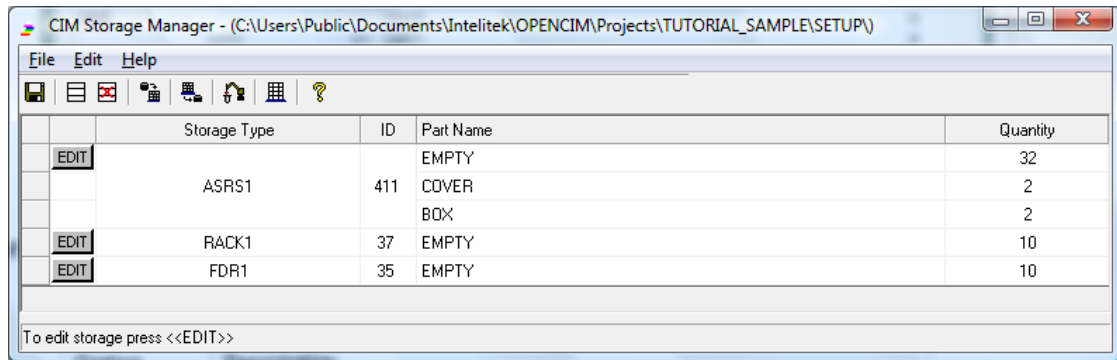 CIM Storage Manager - (C:\Users\Public\Documents\Intelitek\OPENCIM\Projects\TUTORIAL_SAMPLE\SETUP\)
File Edit Help
Storage Type ID Part Name Quantity
EDIT EMPTY 32
ASRS1 411 COVER 2
BOX 2
EDIT RACK1 37 EMPTY 10
EDIT FDR1 35 EMPTY 10
To edit storage press <<EDIT>>